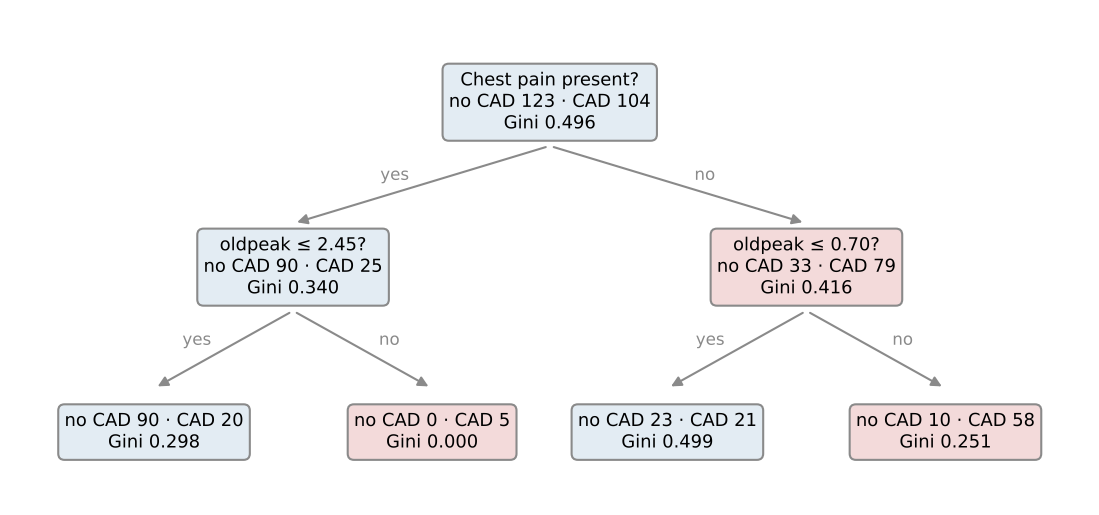 Chest pain present?
no CAD 123 · CAD 104
Gini 0.496
yes
no
oldpeak ≤ 2.45?
no CAD 90 · CAD 25
Gini 0.340
oldpeak ≤ 0.70?
no CAD 33 · CAD 79
Gini 0.416
yes
no
yes
no
no CAD 90 · CAD 20
Gini 0.298
no CAD 0 · CAD 5
Gini 0.000
no CAD 23 · CAD 21
Gini 0.499
no CAD 10 · CAD 58
Gini 0.251